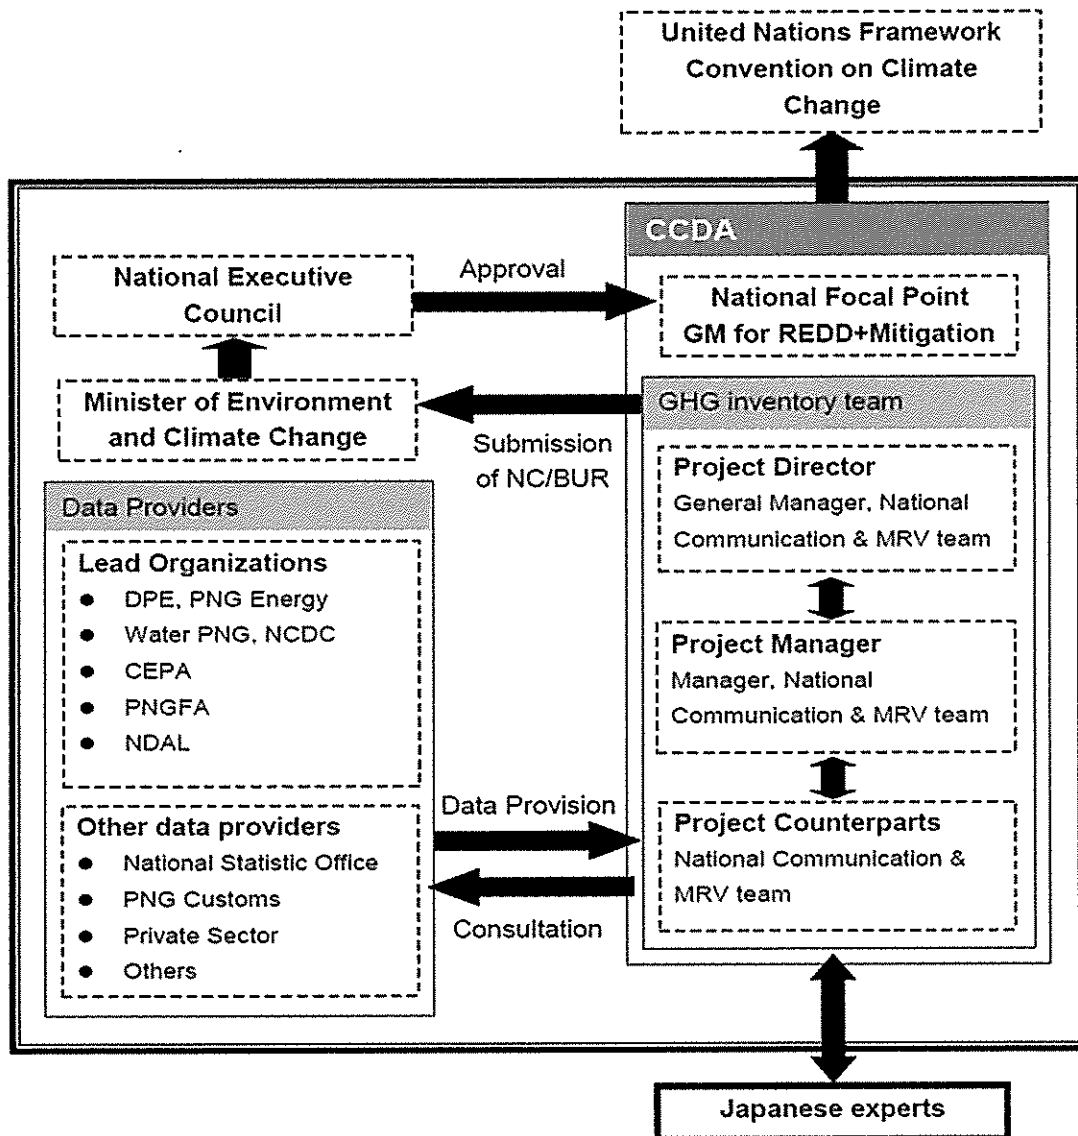 United Nations Framework
Convention on Climate
Change
CCDA
National Executive
Council
Approval
National Focal Point
GM for REDD+Mitigation
Minister of Environment
and Climate Change
Submission
of NC/BUR
GHG inventory team
Project Director
General Manager, National
Communication & MRV team
Project Manager
Manager, National
Communication & MRV team
Project Counterparts
National Communication &
MRV team
Data Providers
Lead Organizations
● DPE, PNG Energy
● Water PNG, NCDC
● CEPA
● PNGFA
● NDAL
Other data providers
● National Statistic Office
● PNG Customs
● Private Sector
● Others
Data Provision
Consultation
Japanese experts